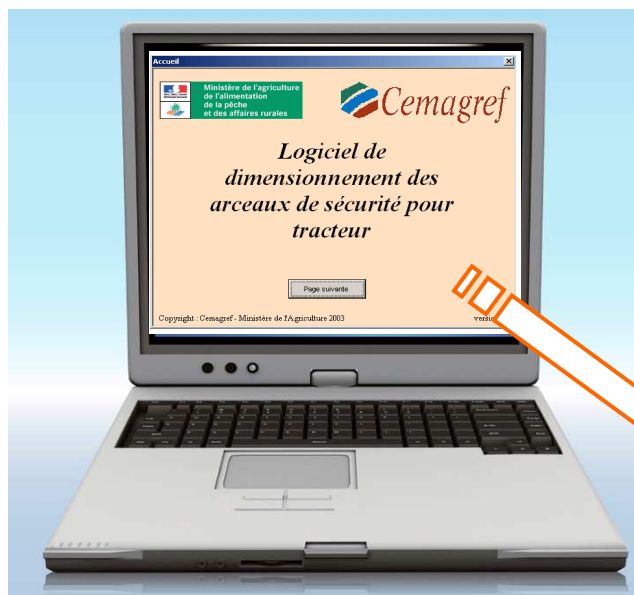 Accueil
Ministère de l'agriculture
de l'alimentation
de la pêche
et des affaires rurales
Cemagref
Logiciel de
dimensionnement des
arceaux de sécurité pour
tracteur
Page suivante
Copyright : Cemagref - Ministère de l'Agriculture 2003